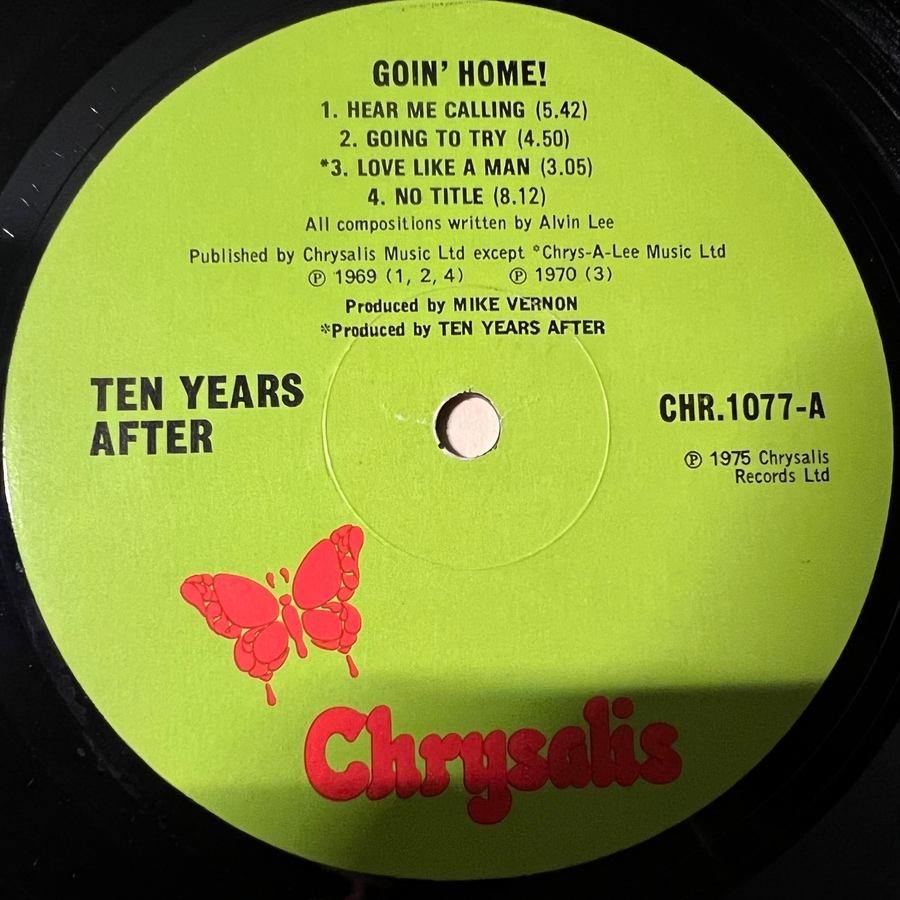 GOIN' HOME!
1. HEAR ME CALLING (5.42)
2. GOING TO TRY (4.50)
*3. LOVE LIKE A MAN (3.05)
4. NO TITLE (8.12)
All compositions written by Alvin Lee
Published by Chrysalis Music Ltd except *Chrys-A-Lee Music Ltd
℗ 1969 (1, 2, 4) ℗ 1970 (3)
Produced by MIKE VERNON
*Produced by TEN YEARS AFTER
TEN YEARS
AFTER
CHR.1077-A
℗ 1975 Chrysalis
Records Ltd
Chrysalis